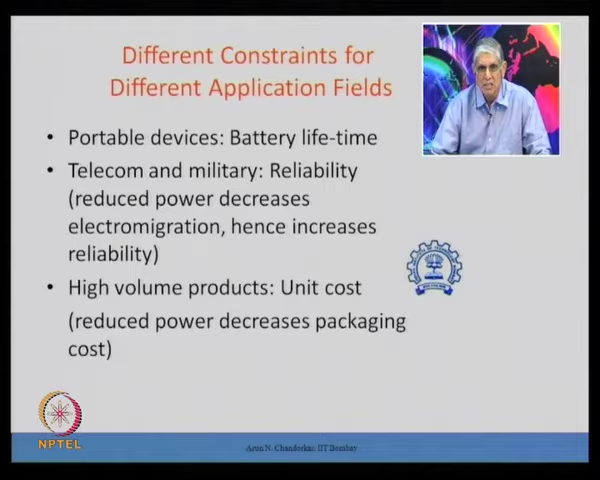 Different Constraints for
Different Application Fields
• Portable devices: Battery life-time
• Telecom and military: Reliability
(reduced power decreases
electromigration, hence increases
reliability)
• High volume products: Unit cost
(reduced power decreases packaging
cost)
NPTEL
Arun N. Chandorkar, IIT Bombay